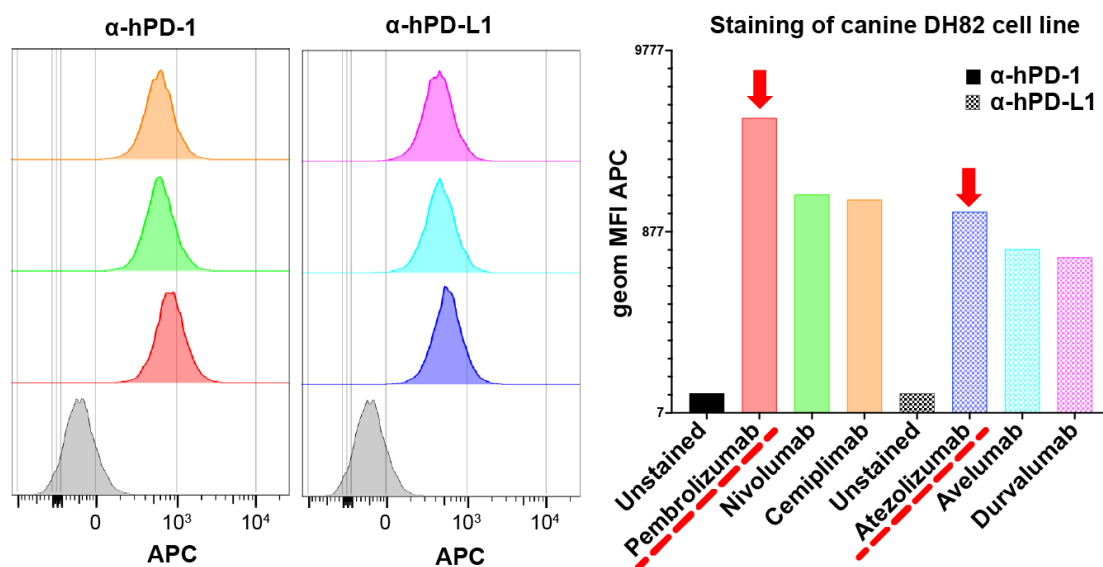 α-hPD-1
0
10³
10⁴
APC
α-hPD-L1
0
10³
10⁴
APC
Staining of canine DH82 cell line
α-hPD-1
α-hPD-L1
geom MFI APC
9777
877
7
Unstained
Pembrolizumab
Nivolumab
Cemiplimab
Unstained
Atezolizumab
Avelumab
Durvalumab